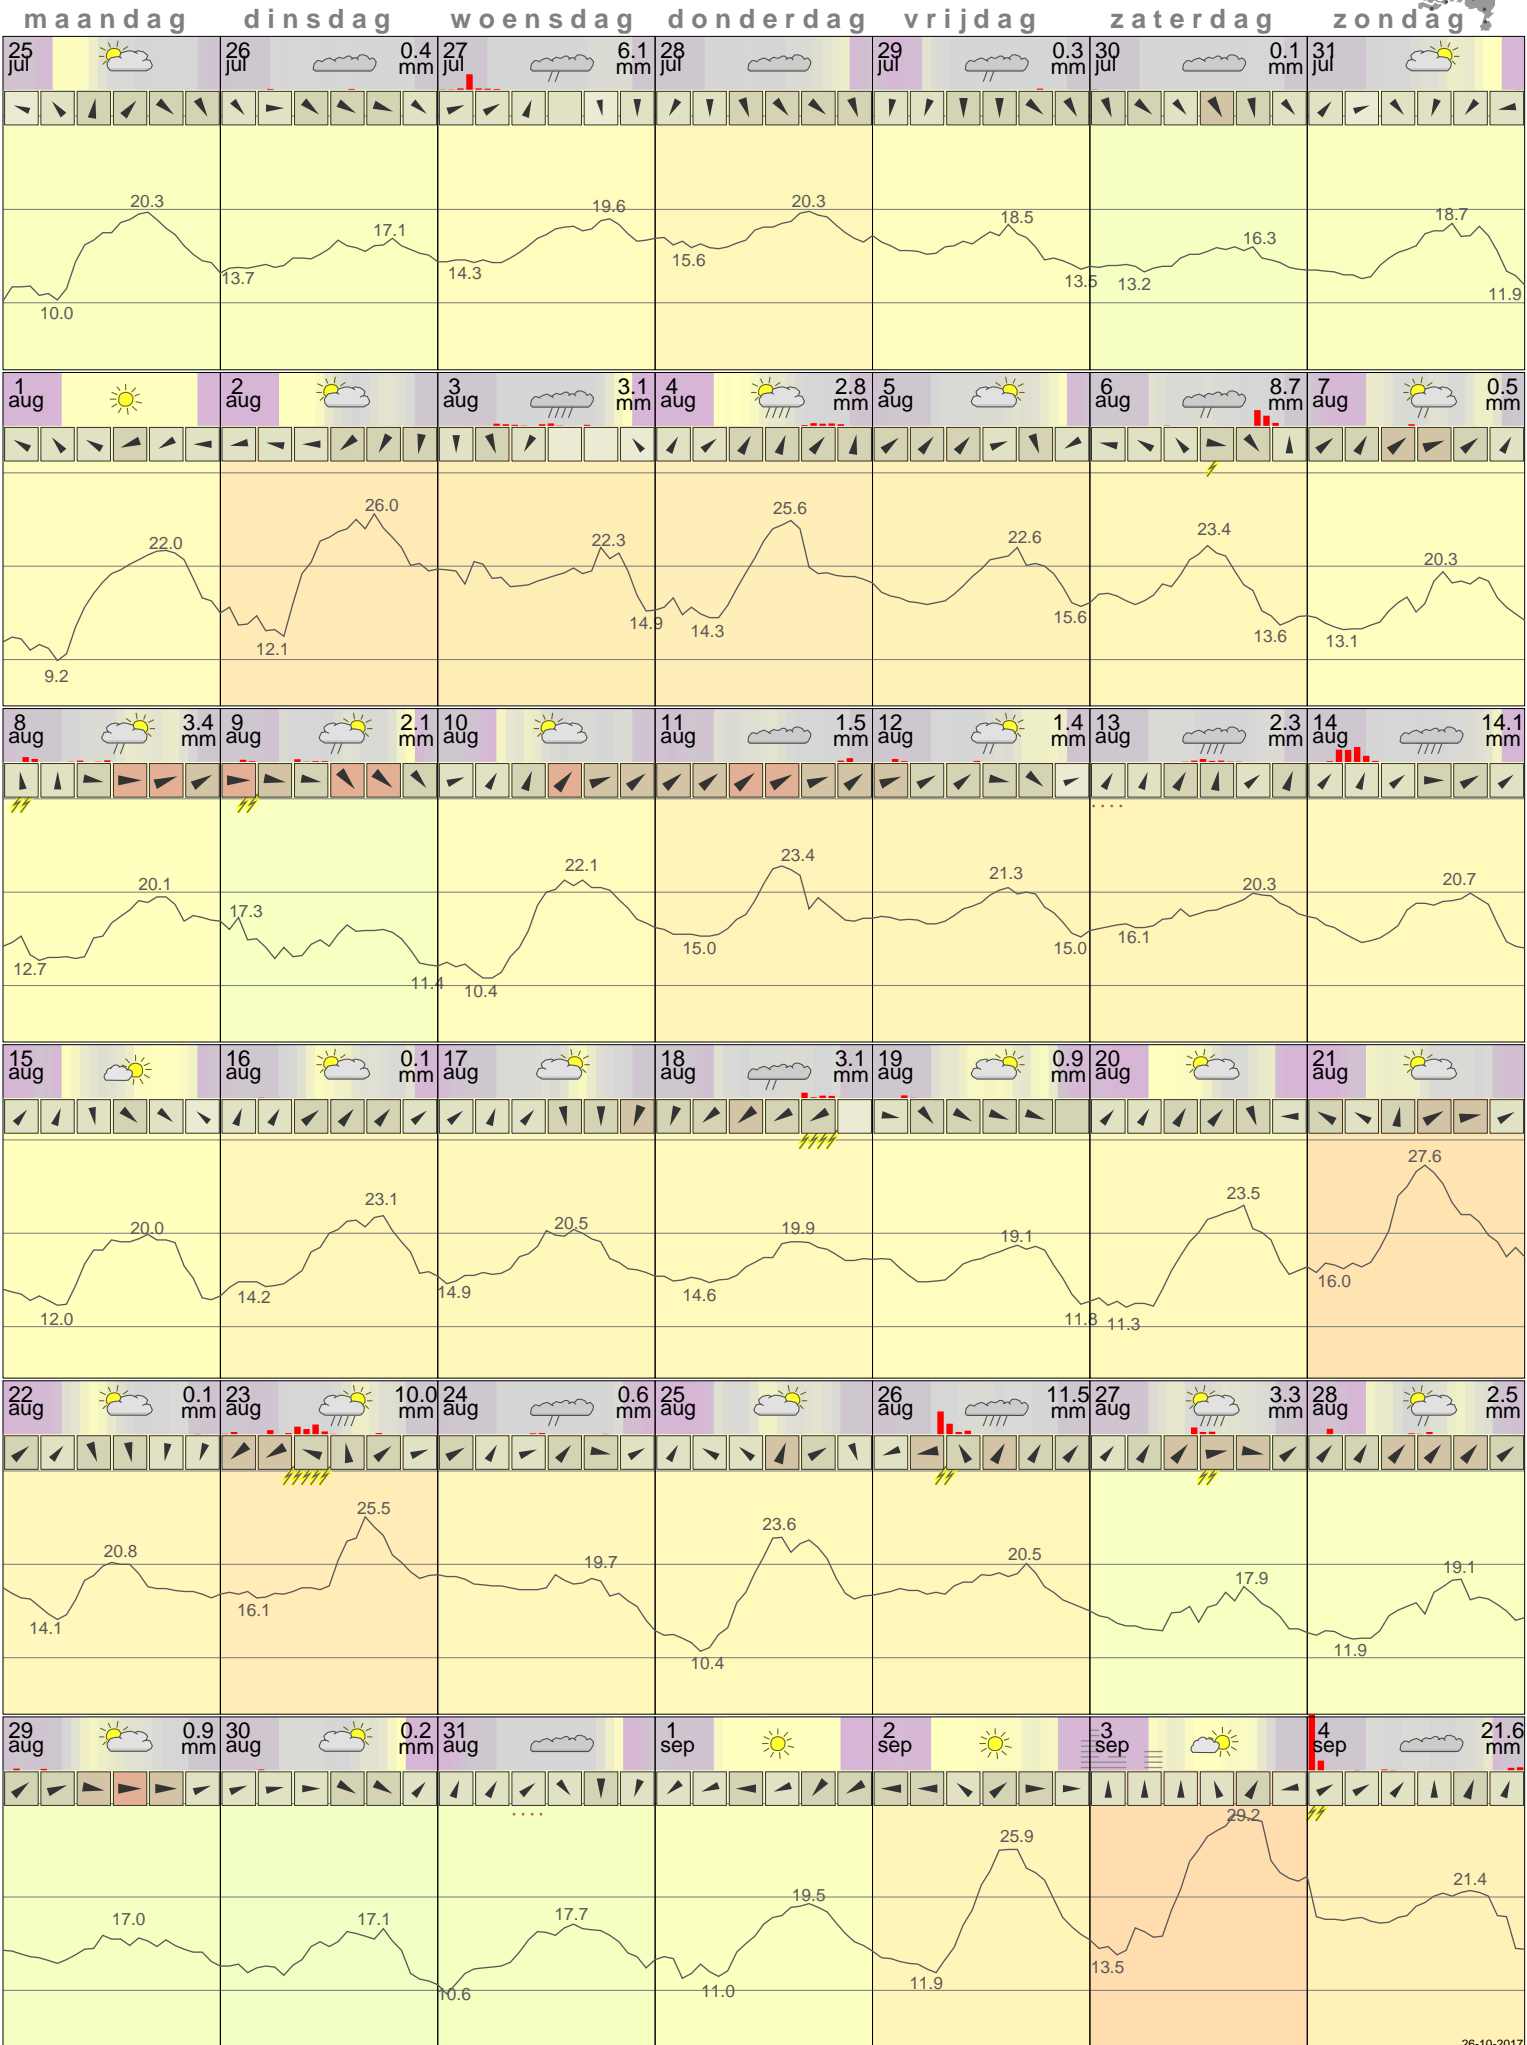 maandag dinsdag woensdag donderdag vrijdag zaterdag zondag
25 26 0.4 27 6.1 28 29 0.3 30 0.1 31
jul jul mm jul mm jul jul mm jul mm jul
20.3 17.1 19.6 20.3 18.5 16.3 18.7
10.0 13.7 14.3 15.6 13.5 13.2 11.9
1 2 3 3.1 4 2.8 5 6 8.7 7 0.5
aug aug aug mm aug mm aug aug mm aug mm
22.0 26.0 22.3 25.6 22.6 23.4 20.3
9.2 12.1 14.9 14.3 15.6 13.6 13.1
8 3.4 9 2.1 10 11 1.5 12 1.4 13 2.3 14 14.1
aug mm aug mm aug aug mm aug mm aug mm aug mm
20.1 17.3 22.1 23.4 21.3 20.3 20.7
12.7 11.4 10.4 15.0 15.0 16.1
15 16 0.1 17 18 3.1 19 0.9 20 21
aug aug mm aug aug mm aug mm aug aug
20.0 23.1 20.5 19.9 19.1 23.5 27.6
12.0 14.2 14.9 14.6 11.8 11.3 16.0
22 0.1 23 10.0 24 0.6 25 26 11.5 27 3.3 28 2.5
aug mm aug mm aug mm aug aug mm aug mm aug mm
20.8 25.5 19.7 23.6 20.5 17.9 19.1
14.1 16.1 10.4 11.9
29 0.9 30 0.2 31 1 2 3 4 21.6
aug mm aug mm aug sep sep sep sep mm
17.0 17.1 17.7 19.5 25.9 29.2 21.4
10.6 11.0 11.9 13.5
26-10-2017